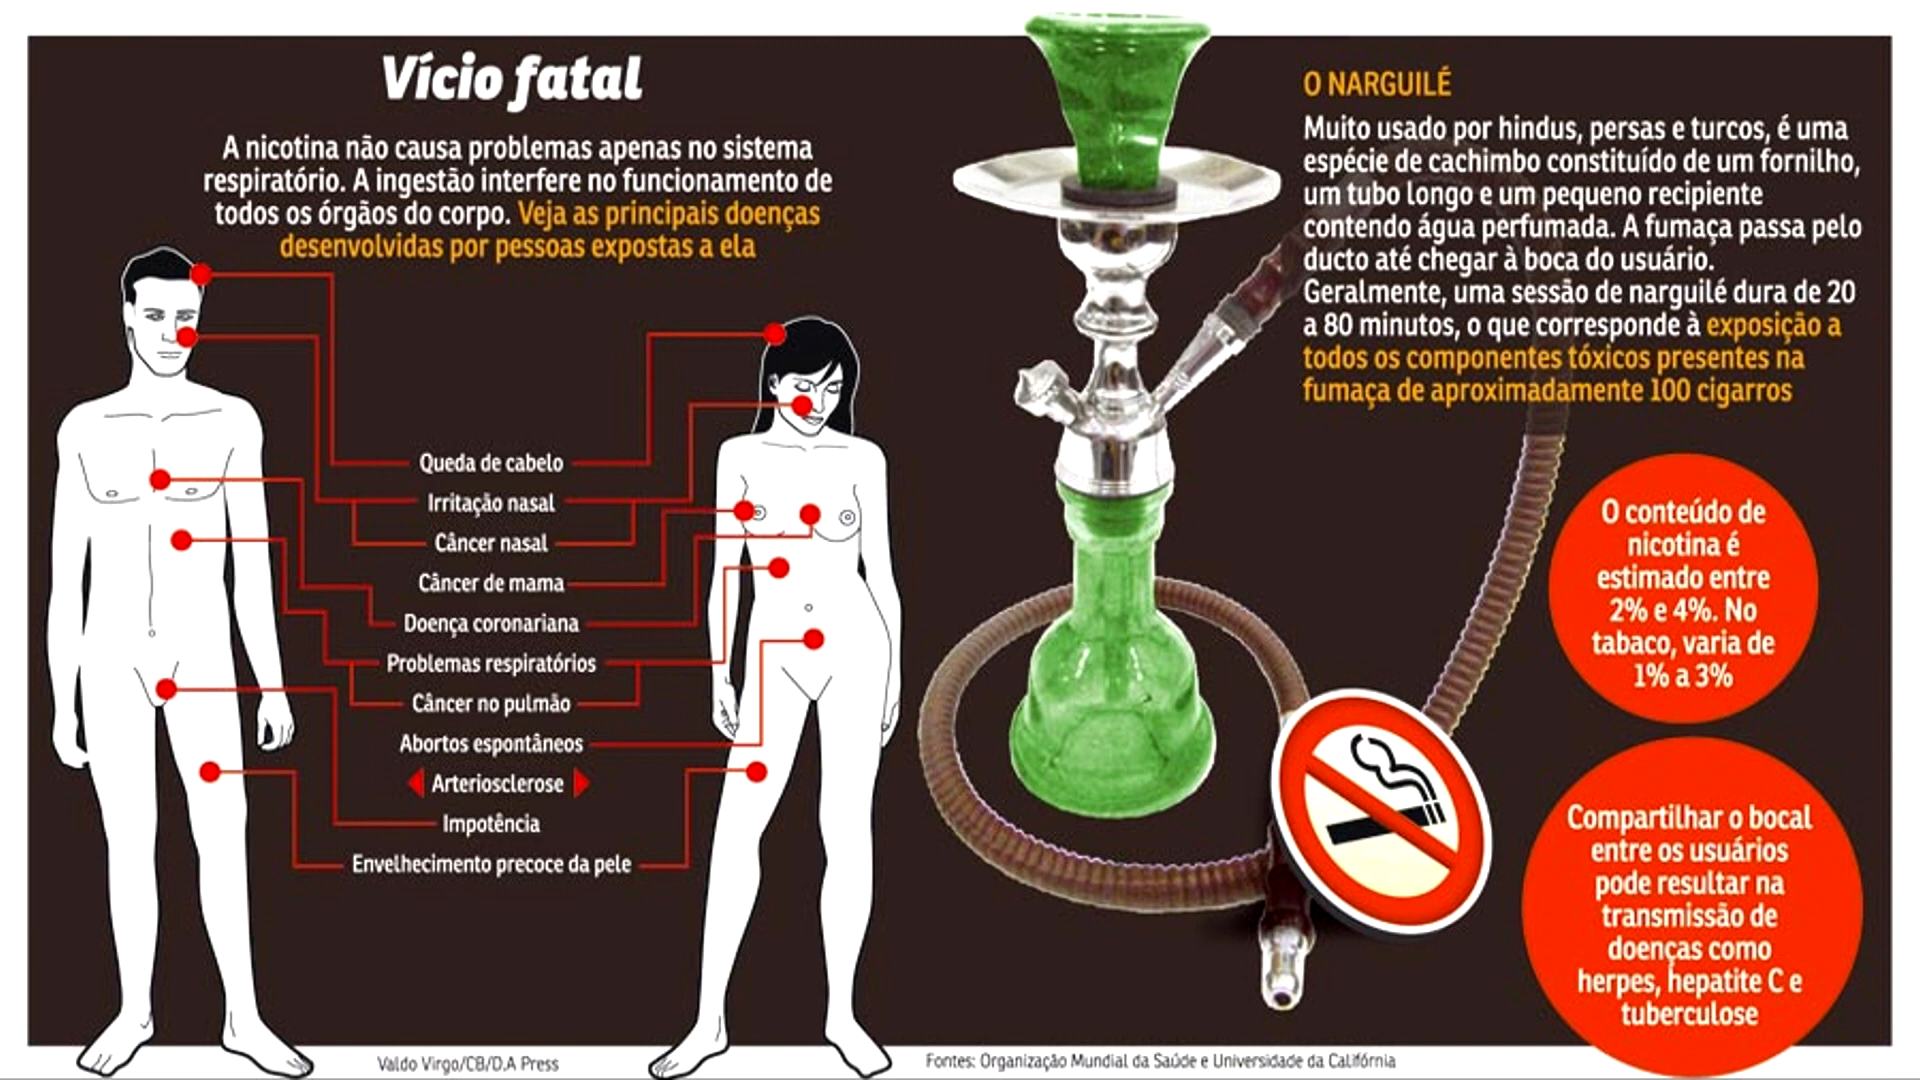 Vício fatal
A nicotina não causa problemas apenas no sistema
respiratório. A ingestão interfere no funcionamento de
todos os órgãos do corpo. Veja as principais doenças
desenvolvidas por pessoas expostas a ela
Queda de cabelo
Irritação nasal
Câncer nasal
Câncer de mama
Doença coronariana
Problemas respiratórios
Câncer no pulmão
Abortos espontâneos
Arteriosclerose
Impotência
Envelhecimento precoce da pele
Valdo Virgo/CB/D.A Press
O NARGUILÉ
Muito usado por hindus, persas e turcos, é uma
espécie de cachimbo constituído de um fornilho,
um tubo longo e um pequeno recipiente
contendo água perfumada. A fumaça passa pelo
ducto até chegar à boca do usuário.
Geralmente, uma sessão de narguilé dura de 20
a 80 minutos, o que corresponde à exposição a
todos os componentes tóxicos presentes na
fumaça de aproximadamente 100 cigarros
O conteúdo de
nicotina é
estimado entre
2% e 4%. No
tabaco, varia de
1% a 3%
Compartilhar o bocal
entre os usuários
pode resultar na
transmissão de
doenças como
herpes, hepatite C e
tuberculose
Fontes: Organização Mundial da Saúde e Universidade da Califórnia